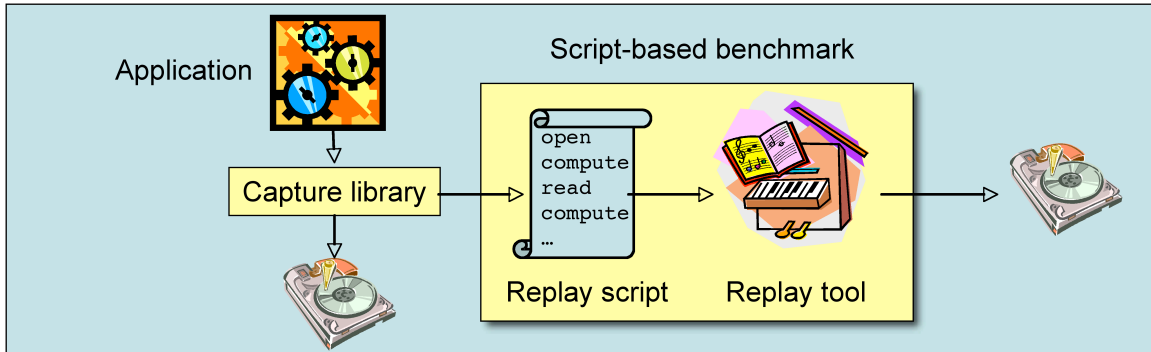 Application
Script-based benchmark
Capture library
open
compute
read
compute
…
Replay script
Replay tool